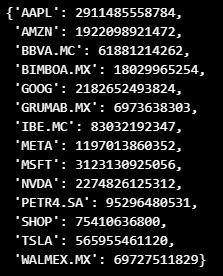 {'AAPL': 2911485558784,
'AMZN': 1922098921472,
'BBVA.MC': 61881214262,
'BIMBOA.MX': 18029965254,
'GOOG': 2182652493824,
'GRUMAB.MX': 6973638303,
'IBE.MC': 83032192347,
'META': 1197013860352,
'MSFT': 3123130925056,
'NVDA': 2274826125312,
'PETR4.SA': 95296480531,
'SHOP': 75410636800,
'TSLA': 565955461120,
'WALMEX.MX': 69727511829}